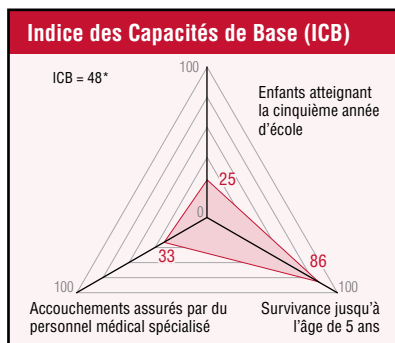 Indice des Capacités de Base (ICB)
100
ICB = 48*
Enfants atteignant
la cinquième année
d'école
25
0
33
86
100
100
Accouchements assurés par du
personnel médical spécialisé
Survivance jusqu'à
l'âge de 5 ans